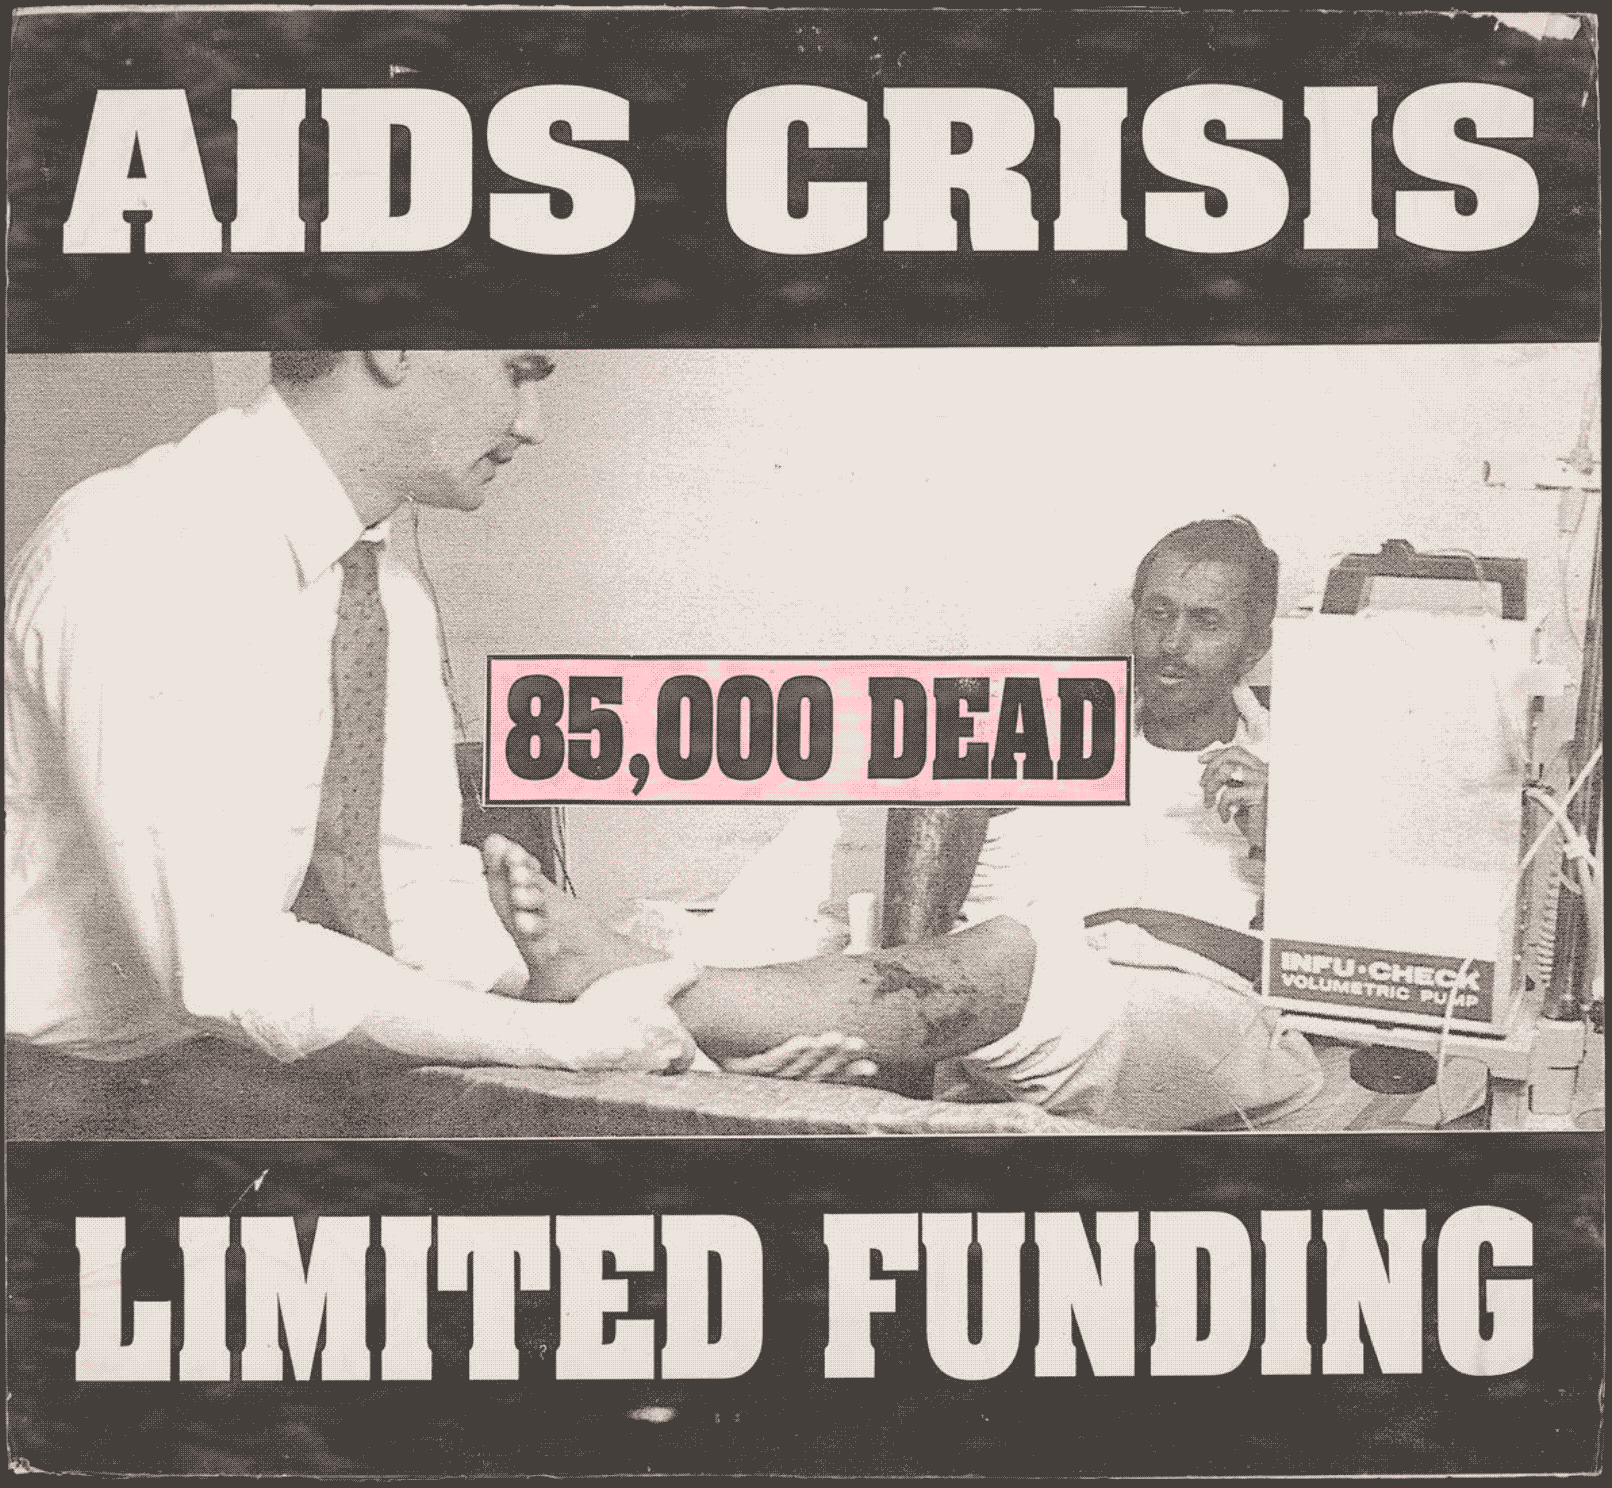 AIDS CRISIS
85,000 DEAD
INFU·CHECK
VOLUMETRIC PUMP
LIMITED FUNDING